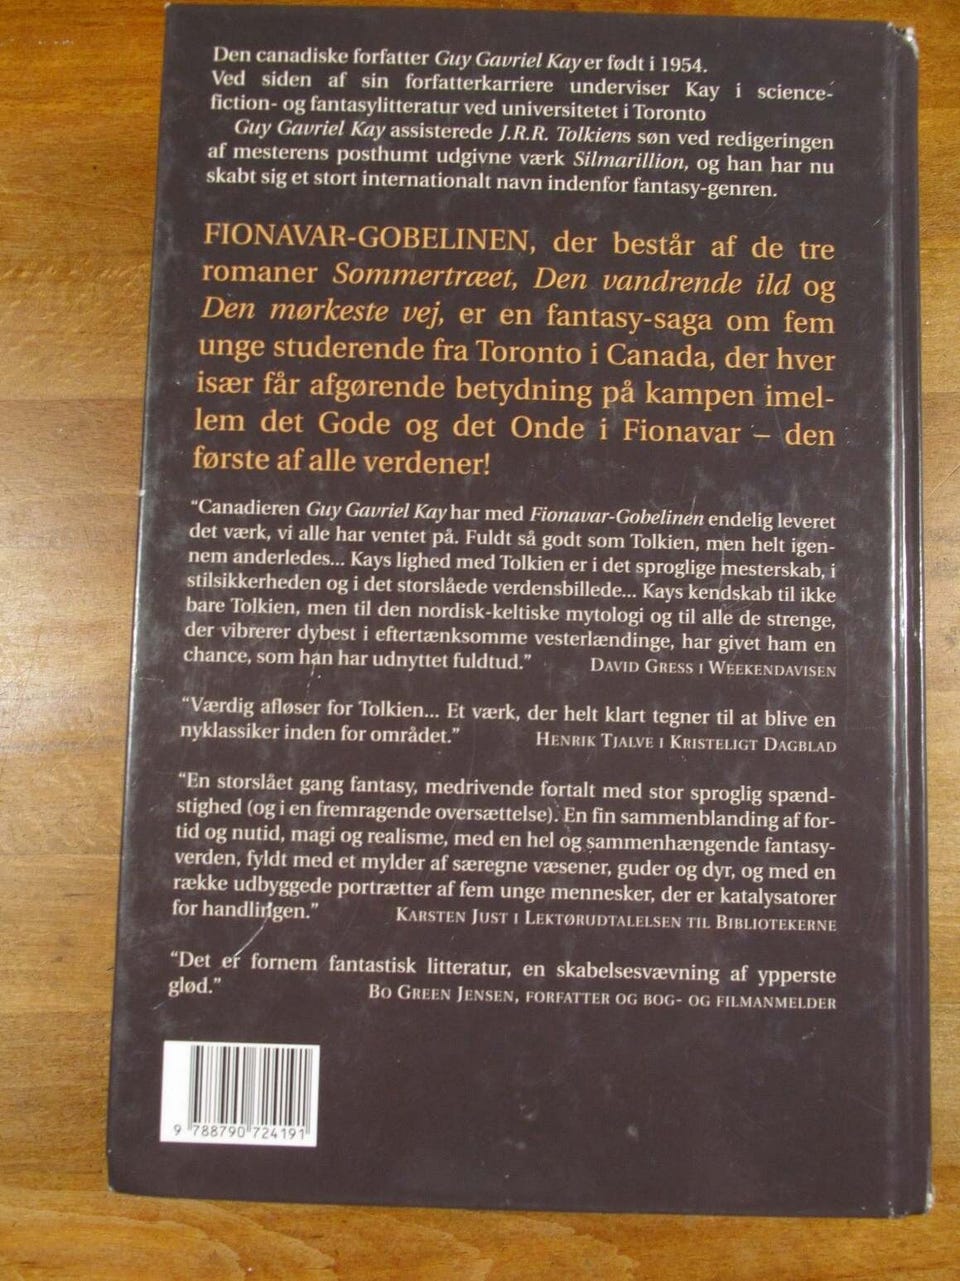 Den canadiske forfatter Guy Gavriel Kay er født i 1954.
Ved siden af sin forfatterkarriere underviser Kay i science-
fiction- og fantasylitteratur ved universitetet i Toronto
Guy Gavriel Kay assisterede J.R.R. Tolkiens søn ved redigeringen
af mesterens posthumt udgivne værk Silmarillion, og han har nu
skabt sig et stort internationalt navn indenfor fantasy-genren.
FIONAVAR-GOBELINEN, der består af de tre
romaner Sommertræet, Den vandrende ild og
Den mørkeste vej, er en fantasy-saga om fem
unge studerende fra Toronto i Canada, der hver
især får afgørende betydning på kampen imel-
lem det Gode og det Onde i Fionavar – den
første af alle verdener!
“Canadieren Guy Gavriel Kay har med Fionavar-Gobelinen endelig leveret
det værk, vi alle har ventet på. Fuldt så godt som Tolkien, men helt igen-
nem anderledes... Kays lighed med Tolkien er i det sproglige mesterskab, i
stilsikkerheden og i det storslåede verdensbillede... Kays kendskab til ikke
bare Tolkien, men til den nordisk-keltiske mytologi og til alle de strenge,
der vibrerer dybest i eftertænksomme vesterlændinge, har givet ham en
chance, som han har udnyttet fuldtud.” DAVID GRESS I WEEKENDAVISEN
“Værdig afløser for Tolkien... Et værk, der helt klart tegner til at blive en
nyklassiker inden for området.” HENRIK TJALVE I KRISTELIGT DAGBLAD
“En storslået gang fantasy, medrivende fortalt med stor sproglig spænd-
stighed (og i en fremragende oversættelse). En fin sammenblanding af for-
tid og nutid, magi og realisme, med en hel og sammenhængende fantasy-
verden, fyldt med et mylder af særegne væsener, guder og dyr, og med en
række udbyggede portrætter af fem unge mennesker, der er katalysatorer
for handlingen.” KARSTEN JUST I LEKTØRUDTALELSEN TIL BIBLIOTEKERNE
“Det er fornem fantastisk litteratur, en skabelsesvævning af ypperste
glød.” BO GREEN JENSEN, FORFATTER OG BOG- OG FILMANMELDER
9 788790 724191